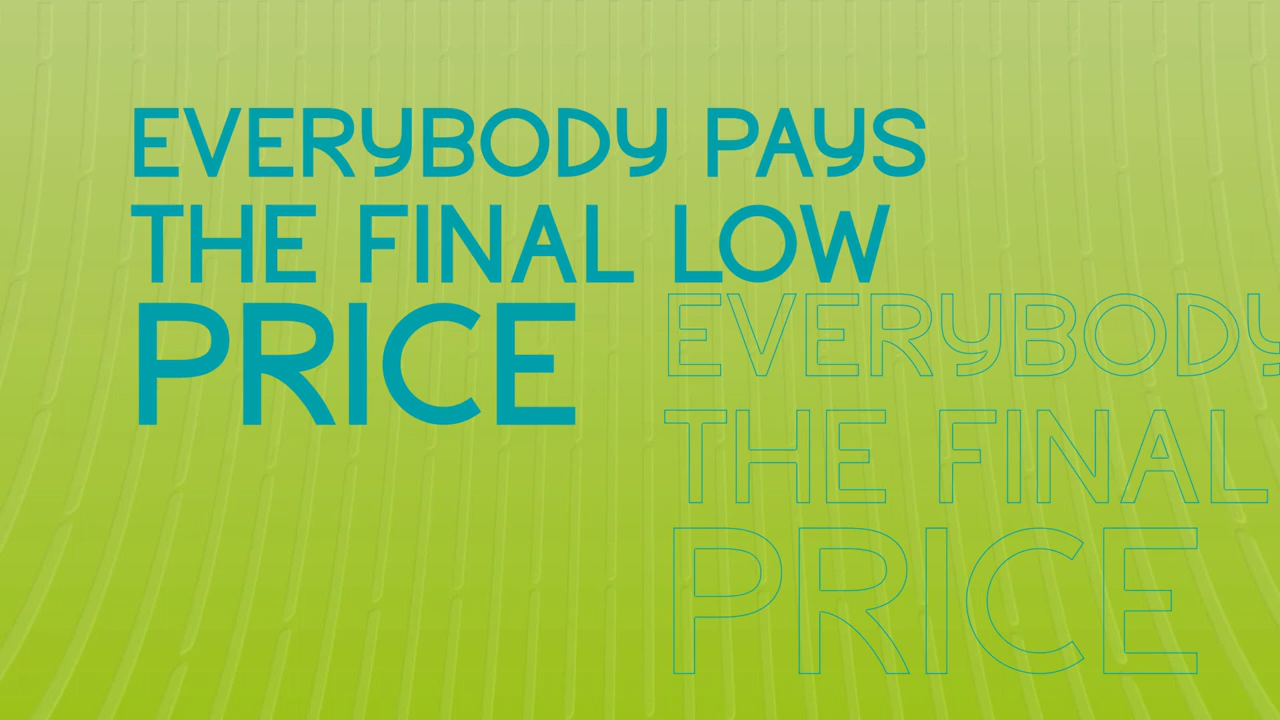 EVERYBODY PAYS
THE FINAL LOW
PRICE
EVERYBODY
THE FINAL
PRICE